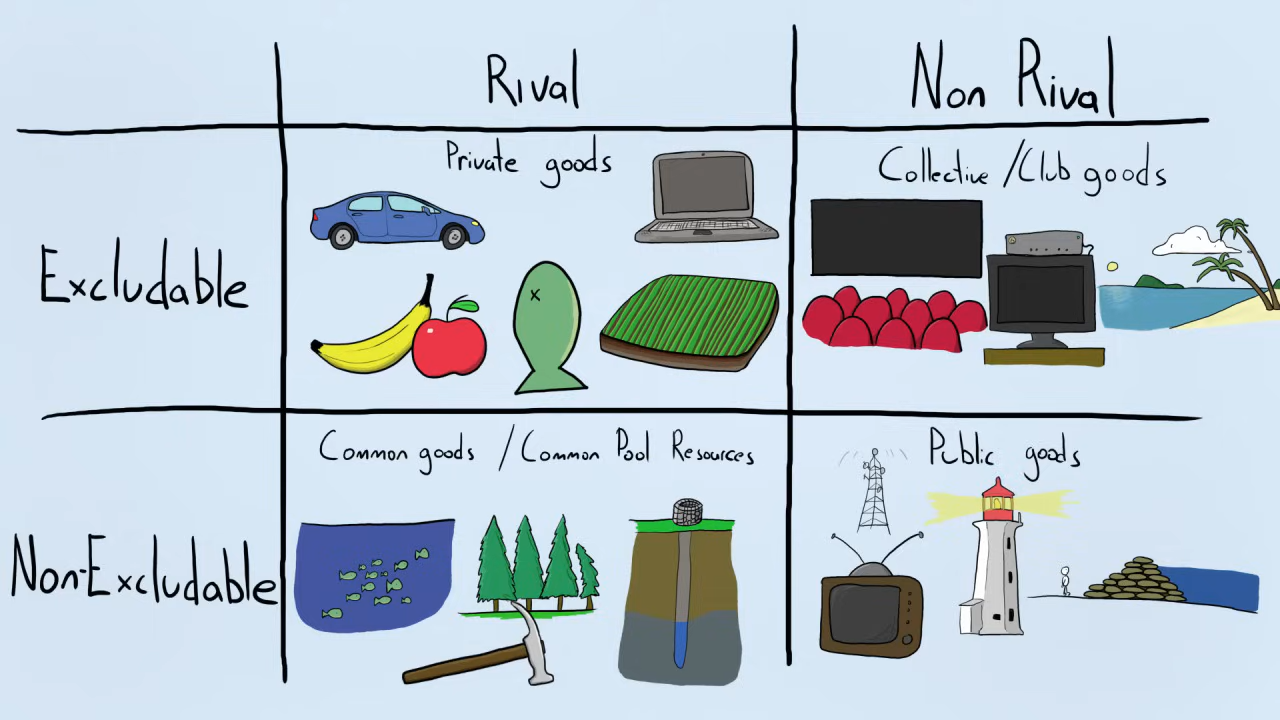 Rival
Non Rival
Private goods
Collective / Club goods
Excludable
Common goods / Common Pool Resources
Public goods
Non-Excludable